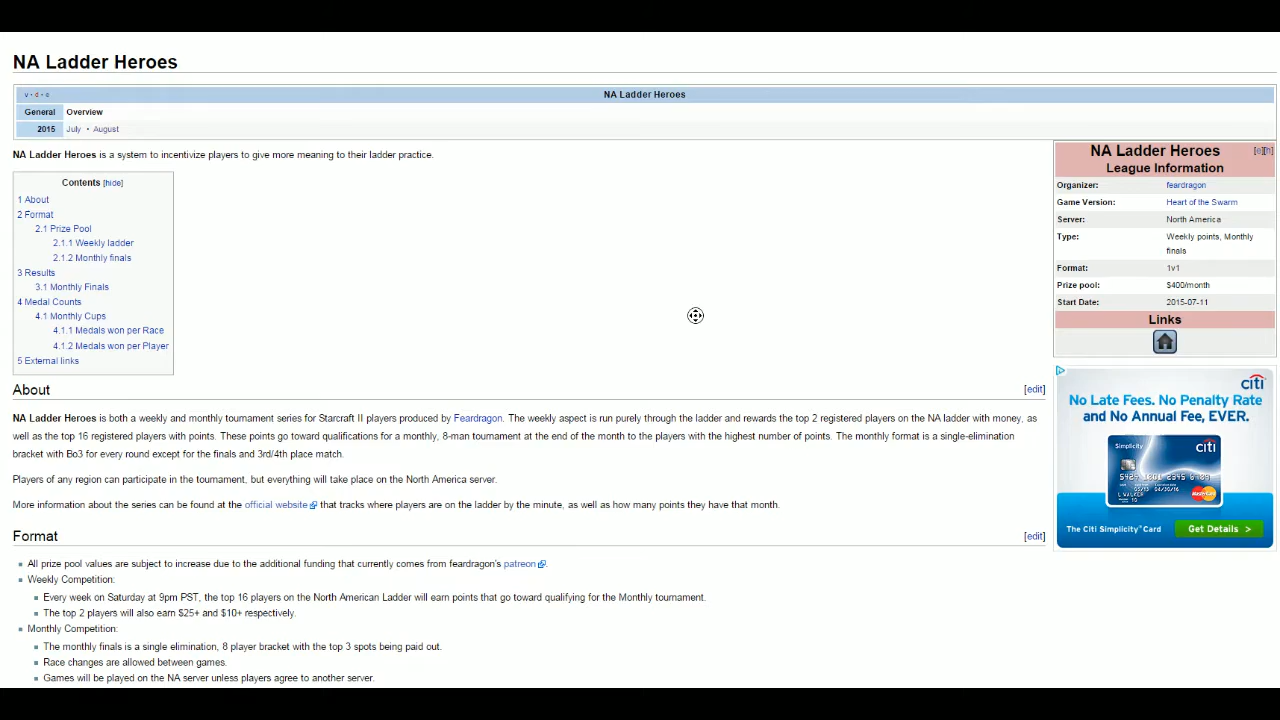 NA Ladder Heroes
v · d · e
NA Ladder Heroes
General Overview
2015 July • August
NA Ladder Heroes is a system to incentivize players to give more meaning to their ladder practice.
Contents [hide]
1 About
2 Format
2.1 Prize Pool
2.1.1 Weekly ladder
2.1.2 Monthly finals
3 Results
3.1 Monthly Finals
4 Medal Counts
4.1 Monthly Cups
4.1.1 Medals won per Race
4.1.2 Medals won per Player
5 External links
NA Ladder Heroes
League Information
Organizer: feardragon
Game Version: Heart of the Swarm
Server: North America
Type: Weekly points, Monthly
finals
Format: 1v1
Prize pool: $400/month
Start Date: 2015-07-11
Links
About [edit]
NA Ladder Heroes is both a weekly and monthly tournament series for Starcraft II players produced by Feardragon. The weekly aspect is run purely through the ladder and rewards the top 2 registered players on the NA ladder with money, as
well as the top 16 registered players with points. These points go toward qualifications for a monthly, 8-man tournament at the end of the month to the players with the highest number of points. The monthly format is a single-elimination
bracket with Bo3 for every round except for the finals and 3rd/4th place match.
Players of any region can participate in the tournament, but everything will take place on the North America server.
More information about the series can be found at the official website that tracks where players are on the ladder by the minute, as well as how many points they have that month.
Format [edit]
All prize pool values are subject to increase due to the additional funding that currently comes from feardragon's patreon.
Weekly Competition:
Every week on Saturday at 9pm PST, the top 16 players on the North American Ladder will earn points that go toward qualifying for the Monthly tournament.
The top 2 players will also earn $25+ and $10+ respectively.
Monthly Competition:
The monthly finals is a single elimination, 8 player bracket with the top 3 spots being paid out.
Race changes are allowed between games.
Games will be played on the NA server unless players agree to another server.
citi
No Late Fees. No Penalty Rate
and No Annual Fee, EVER.
Simplicity citi
L WALKER
MasterCard
The Citi Simplicity Card Get Details >